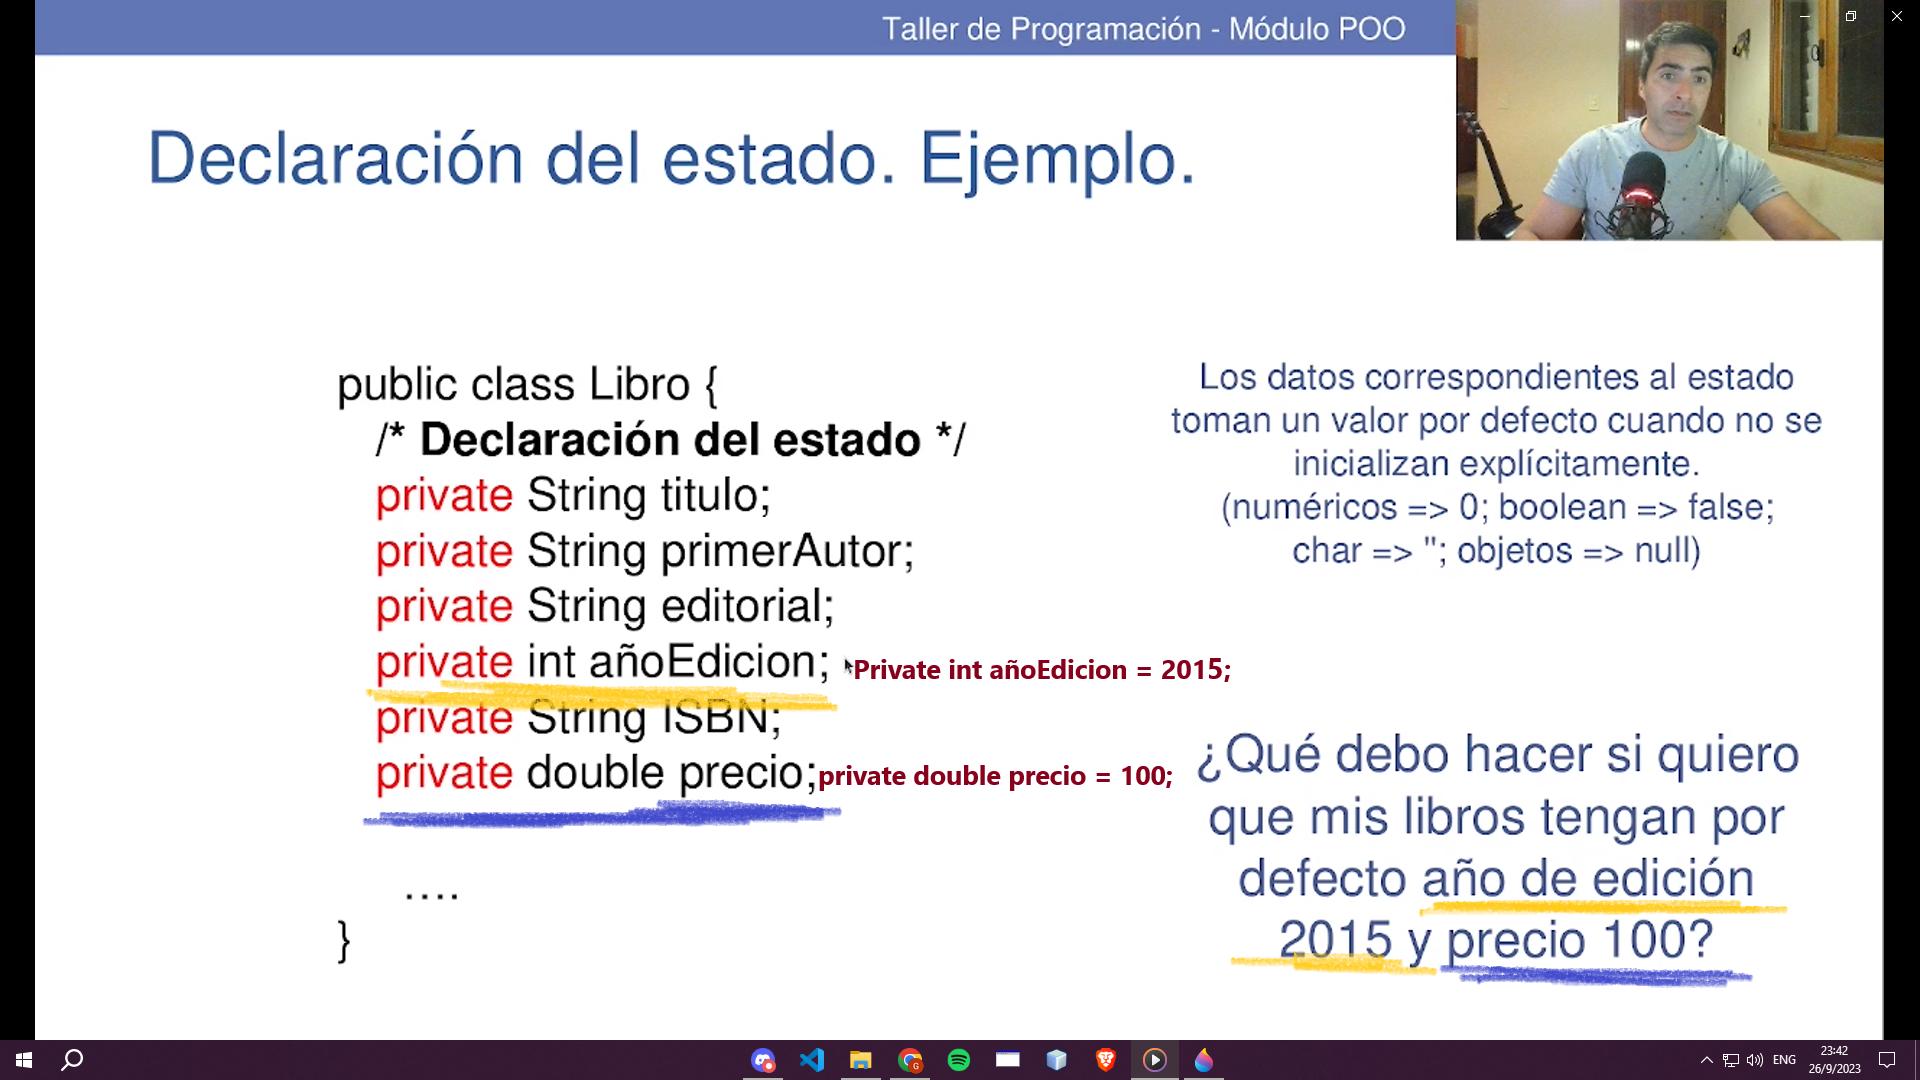 Taller de Programación - Módulo POO
Declaración del estado. Ejemplo.
public class Libro {
/* Declaración del estado */
private String titulo;
private String primerAutor;
private String editorial;
private int añoEdicion;
Private int añoEdicion = 2015;
private String ISBN;
private double precio;
private double precio = 100;
....
}
Los datos correspondientes al estado
toman un valor por defecto cuando no se
inicializan explícitamente.
(numéricos => 0; boolean => false;
char => "; objetos => null)
¿Qué debo hacer si quiero
que mis libros tengan por
defecto año de edición
2015 y precio 100?
ENG
23:42
26/9/2023